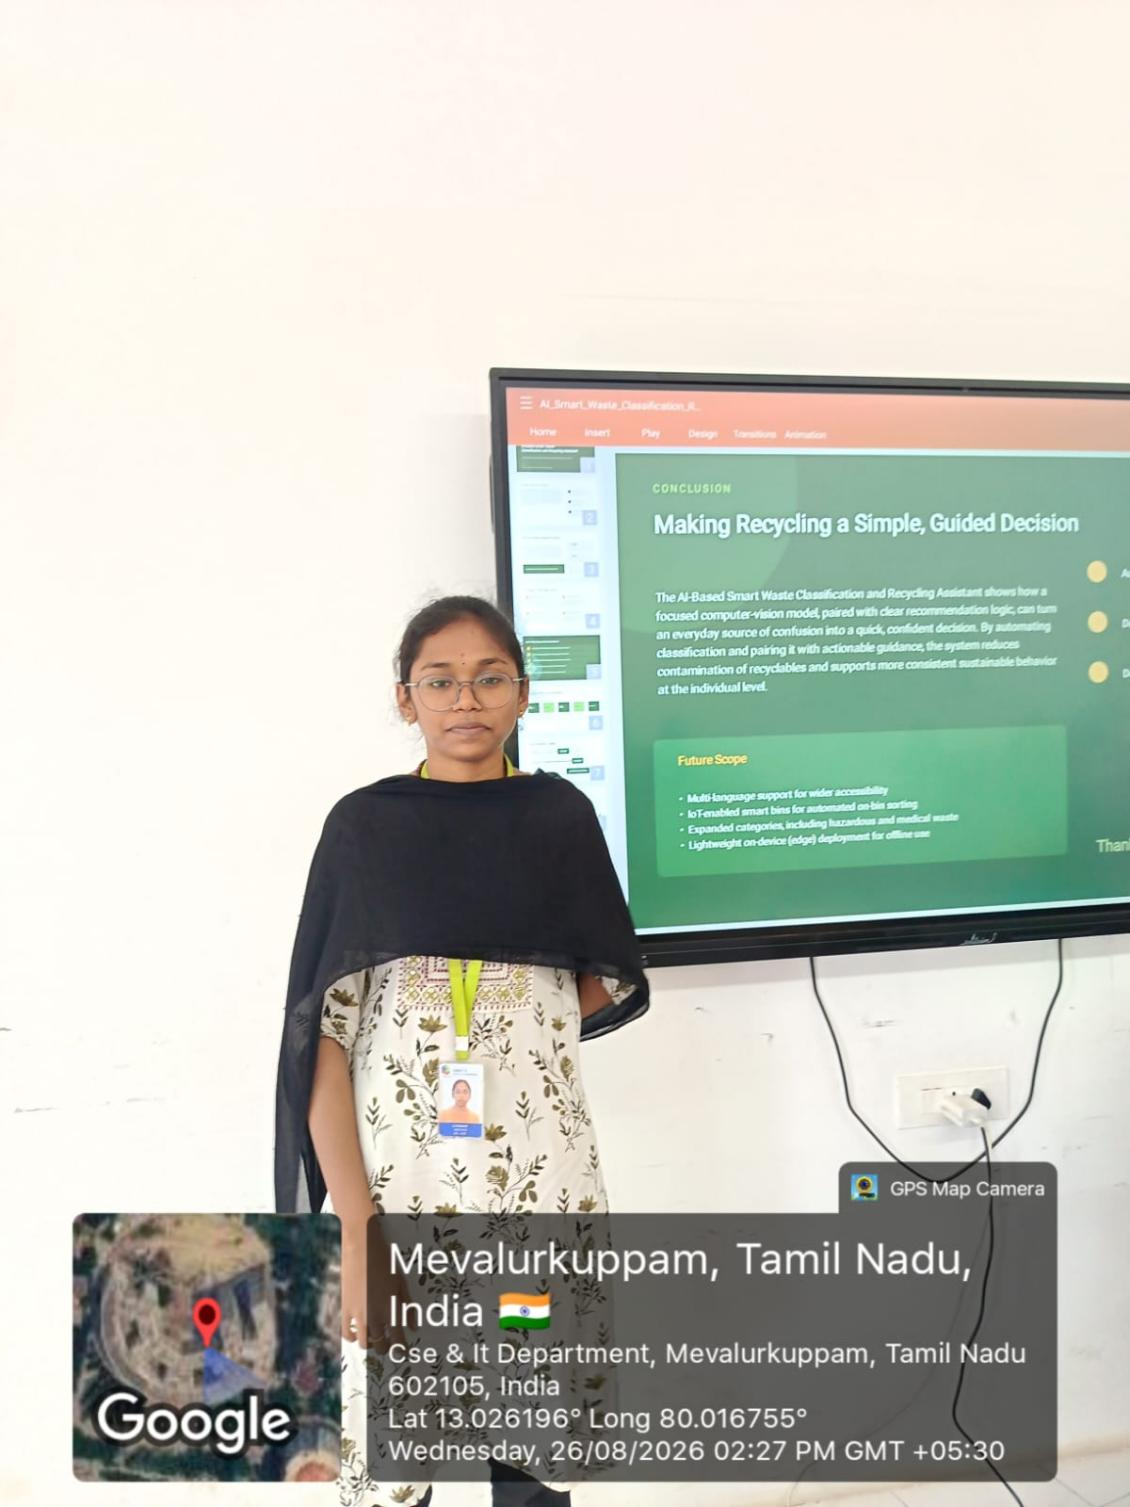 AI_Smart_Waste_Classification_R...
Home Insert Play Design Transitions Animation
1
2
3
4
5
6
7
CONCLUSION
Making Recycling a Simple, Guided Decision
The AI-Based Smart Waste Classification and Recycling Assistant shows how a
focused computer-vision model, paired with clear recommendation logic, can turn
an everyday source of confusion into a quick, confident decision. By automating
classification and pairing it with actionable guidance, the system reduces
contamination of recyclables and supports more consistent sustainable behavior
at the individual level.
Future Scope
• Multi-language support for wider accessibility
• IoT-enabled smart bins for automated on-bin sorting
• Expanded categories, including hazardous and medical waste
• Lightweight on-device (edge) deployment for offline use
GPS Map Camera
Google
Mevalurkuppam, Tamil Nadu,
India
Cse & It Department, Mevalurkuppam, Tamil Nadu
602105, India
Lat 13.026196° Long 80.016755°
Wednesday, 26/08/2026 02:27 PM GMT +05:30